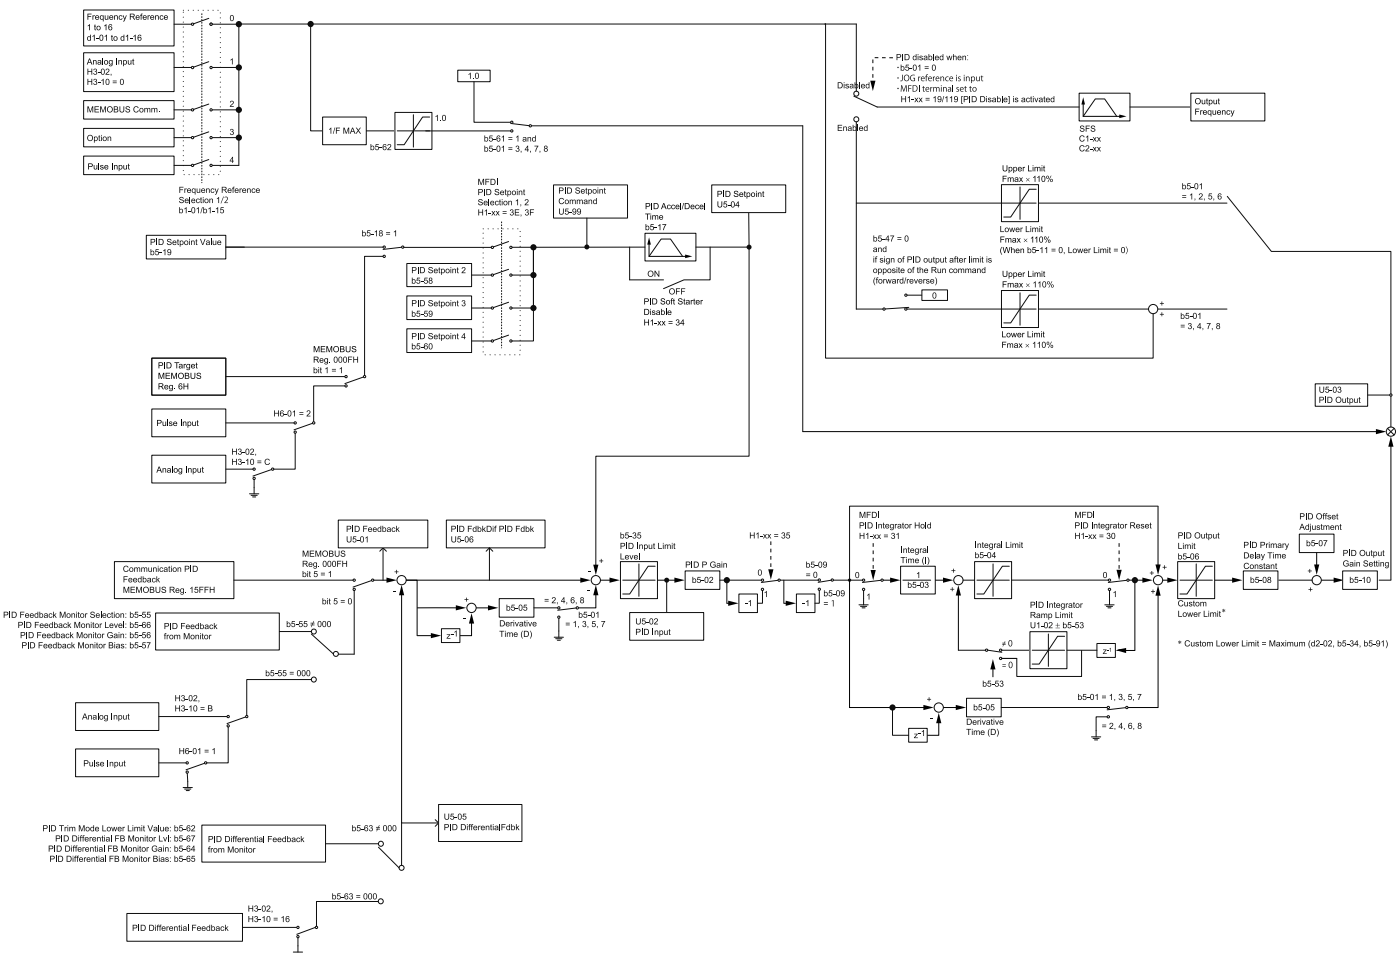 Frequency Reference
1 to 16
d1-01 to d1-16
0
Analog Input
H3-02,
H3-10 = 0
1
MEMOBUS Comm.
2
Option
3
Pulse Input
4
Frequency Reference
Selection 1/2
b1-01/b1-15
1/F MAX
b5-62
1.0
1.0
b5-61 = 1 and
b5-01 = 3, 4, 7, 8
PID disabled when:
·b5-01 = 0
·JOG reference is input
·MFDI terminal set to
H1-xx = 19/119 [PID Disable] is activated
Disabled
Enabled
SFS
C1-xx
C2-xx
Output
Frequency
Upper Limit
Fmax × 110%
Lower Limit
Fmax × 110%
(When b5-11 = 0, Lower Limit = 0)
b5-01
= 1, 2, 5, 6
b5-47 = 0
and
if sign of PID output after limit is
opposite of the Run command
(forward/reverse)
0
Upper Limit
Fmax × 110%
Lower Limit
Fmax × 110%
+
+
b5-01
= 3, 4, 7, 8
MFDI
PID Setpoint
Selection 1, 2
H1-xx = 3E, 3F
PID Setpoint
Command
U5-99
PID Accel/Decel
Time
b5-17
PID Setpoint
U5-04
PID Setpoint Value
b5-19
b5-18 = 1
PID Setpoint 2
b5-58
PID Setpoint 3
b5-59
PID Setpoint 4
b5-60
ON
OFF
PID Soft Starter
Disable
H1-xx = 34
MEMOBUS
Reg. 000FH
bit 1 = 1
PID Target
MEMOBUS
Reg. 6H
Pulse Input
H6-01 = 2
Analog Input
H3-02,
H3-10 = C
U5-03
PID Output
PID Feedback
U5-01
PID FdbkDif PID Fdbk
U5-06
MEMOBUS
Reg. 000FH
bit 5 = 1
Communication PID
Feedback
MEMOBUS Reg. 15FFH
bit 5 = 0
+
-
+
-
z-1
b5-05
Derivative
Time (D)
= 2, 4, 6, 8
b5-01
= 1, 3, 5, 7
+
-
-
b5-35
PID Input Limit
Level
U5-02
PID Input
PID P Gain
b5-02
H1-xx = 35
0
1
-1
b5-09
= 0
b5-09
= 1
-1
MFDI
PID Integrator Hold
H1-xx = 31
0
1
Integral
Time (I)
1
b5-03
+
+
Integral Limit
b5-04
MFDI
PID Integrator Reset
H1-xx = 30
0
1
PID Integrator
Ramp Limit
U1-02 ± b5-53
≠ 0
= 0
b5-53
z-1
+
+
+
PID Output
Limit
b5-06
Custom
Lower Limit*
PID Primary
Delay Time
Constant
b5-08
PID Offset
Adjustment
b5-07
+
+
PID Output
Gain Setting
b5-10
* Custom Lower Limit = Maximum (d2-02, b5-34, b5-91)
+
-
z-1
b5-05
Derivative
Time (D)
b5-01 = 1, 3, 5, 7
= 2, 4, 6, 8
PID Feedback Monitor Selection: b5-55
PID Feedback Monitor Level: b5-66
PID Feedback Monitor Gain: b5-56
PID Feedback Monitor Bias: b5-57
PID Feedback
from Monitor
b5-55 ≠ 000
b5-55 = 000
Analog Input
H3-02,
H3-10 = B
Pulse Input
H6-01 = 1
U5-05
PID DifferentialFdbk
PID Trim Mode Lower Limit Value: b5-62
PID Differential FB Monitor Lvl: b5-67
PID Differential FB Monitor Gain: b5-64
PID Differential FB Monitor Bias: b5-65
PID Differential Feedback
from Monitor
b5-63 ≠ 000
b5-63 = 000
PID Differential Feedback
H3-02,
H3-10 = 16